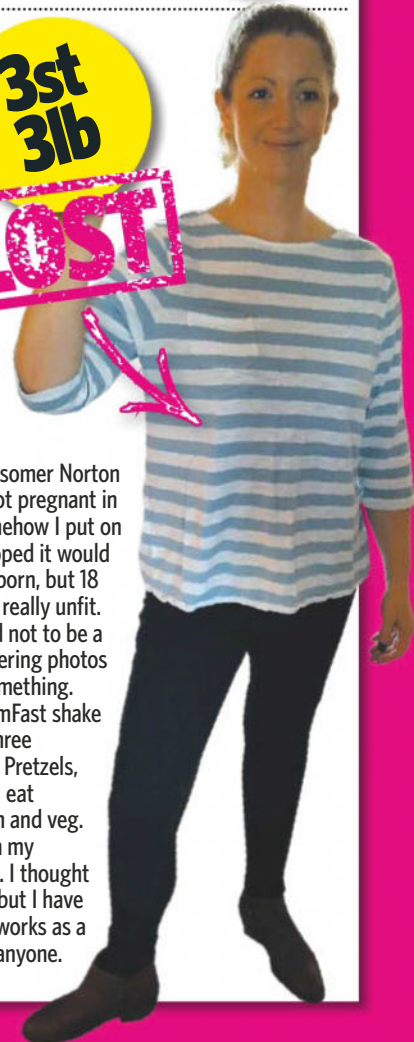 3st
3lb
LOST
somer Norton
ot pregnant in
mehow I put on
oped it would
born, but 18
really unfit.
d not to be a
ering photos
mething.
mFast shake
hree
Pretzels,
eat
n and veg.
n my
. I thought
but I have
works as a
anyone.